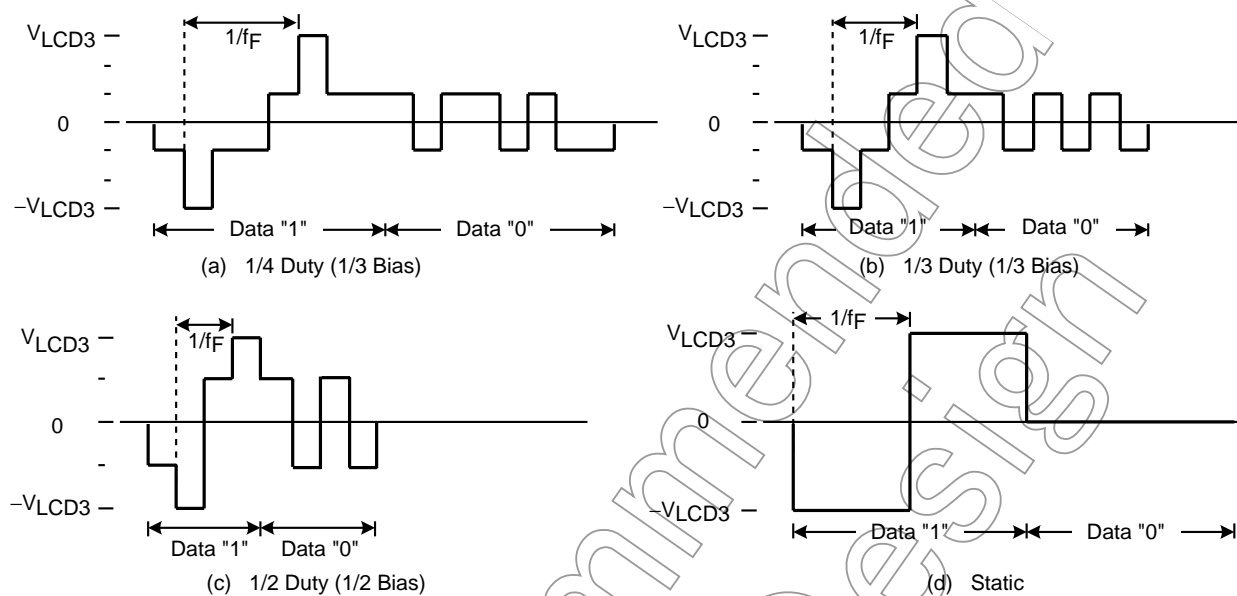 VLCD3
1/fF
0
−VLCD3
Data "1"
Data "0"
(a) 1/4 Duty (1/3 Bias)
VLCD3
1/fF
0
−VLCD3
Data "1"
Data "0"
(b) 1/3 Duty (1/3 Bias)
VLCD3
1/fF
0
−VLCD3
Data "1"
Data "0"
(c) 1/2 Duty (1/2 Bias)
VLCD3
1/fF
0
−VLCD3
Data "1"
Data "0"
(d) Static
mmended
esign